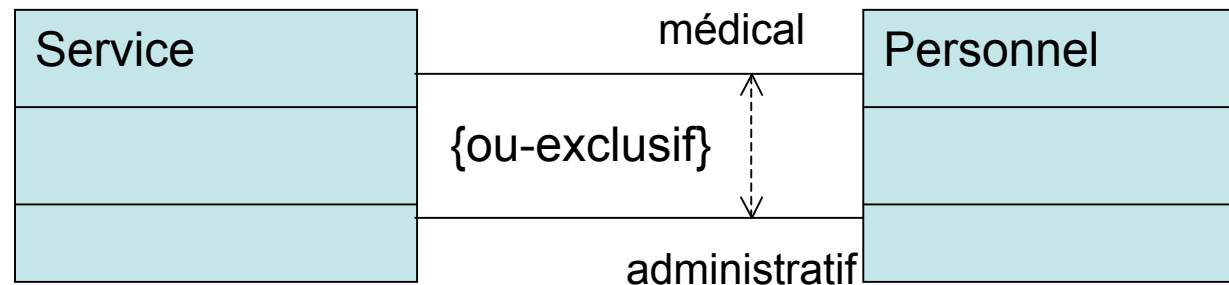 Service
médical
Personnel
{ou-exclusif}
administratif